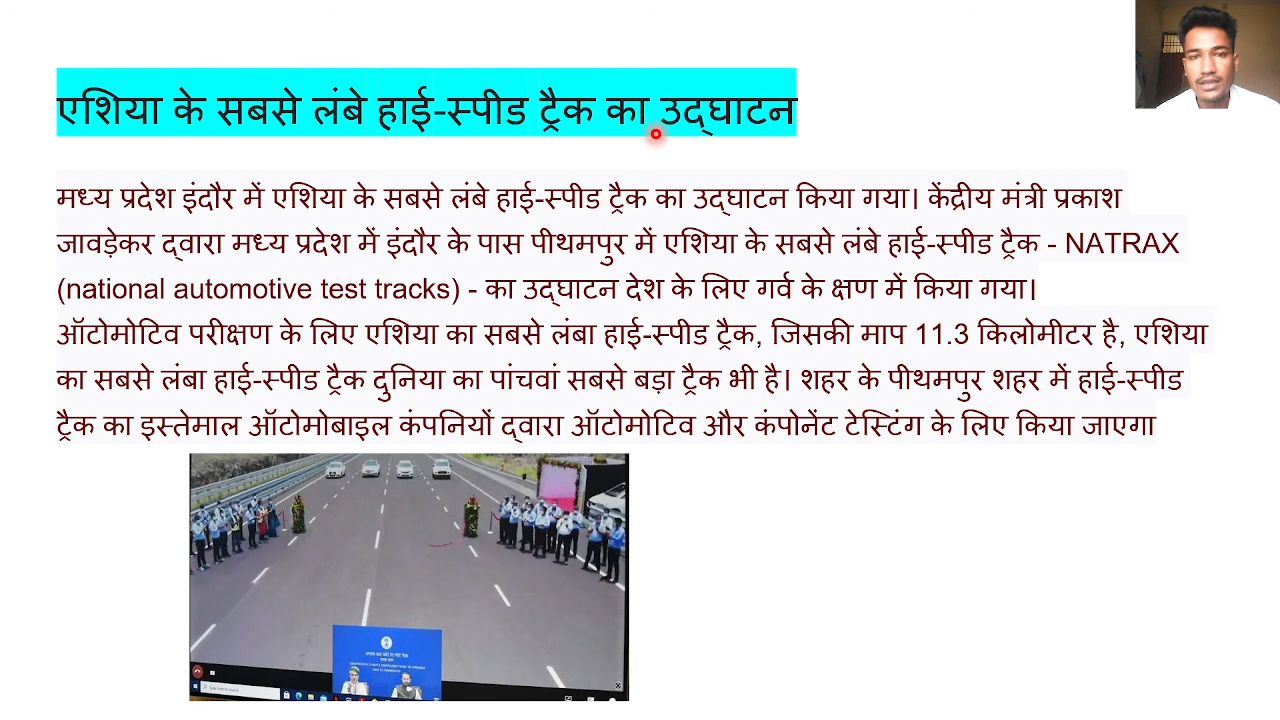 एशिया के सबसे लंबे हाई-स्पीड ट्रैक का उद्घाटन
मध्य प्रदेश इंदौर में एशिया के सबसे लंबे हाई-स्पीड ट्रैक का उद्घाटन किया गया। केंद्रीय मंत्री प्रकाश
जावड़ेकर द्वारा मध्य प्रदेश में इंदौर के पास पीथमपुर में एशिया के सबसे लंबे हाई-स्पीड ट्रैक - NATRAX
(national automotive test tracks) - का उद्घाटन देश के लिए गर्व के क्षण में किया गया।
ऑटोमोटिव परीक्षण के लिए एशिया का सबसे लंबा हाई-स्पीड ट्रैक, जिसकी माप 11.3 किलोमीटर है, एशिया
का सबसे लंबा हाई-स्पीड ट्रैक दुनिया का पांचवां सबसे बड़ा ट्रैक भी है। शहर के पीथमपुर शहर में हाई-स्पीड
ट्रैक का इस्तेमाल ऑटोमोबाइल कंपनियों द्वारा ऑटोमोटिव और कंपोनेंट टेस्टिंग के लिए किया जाएगा